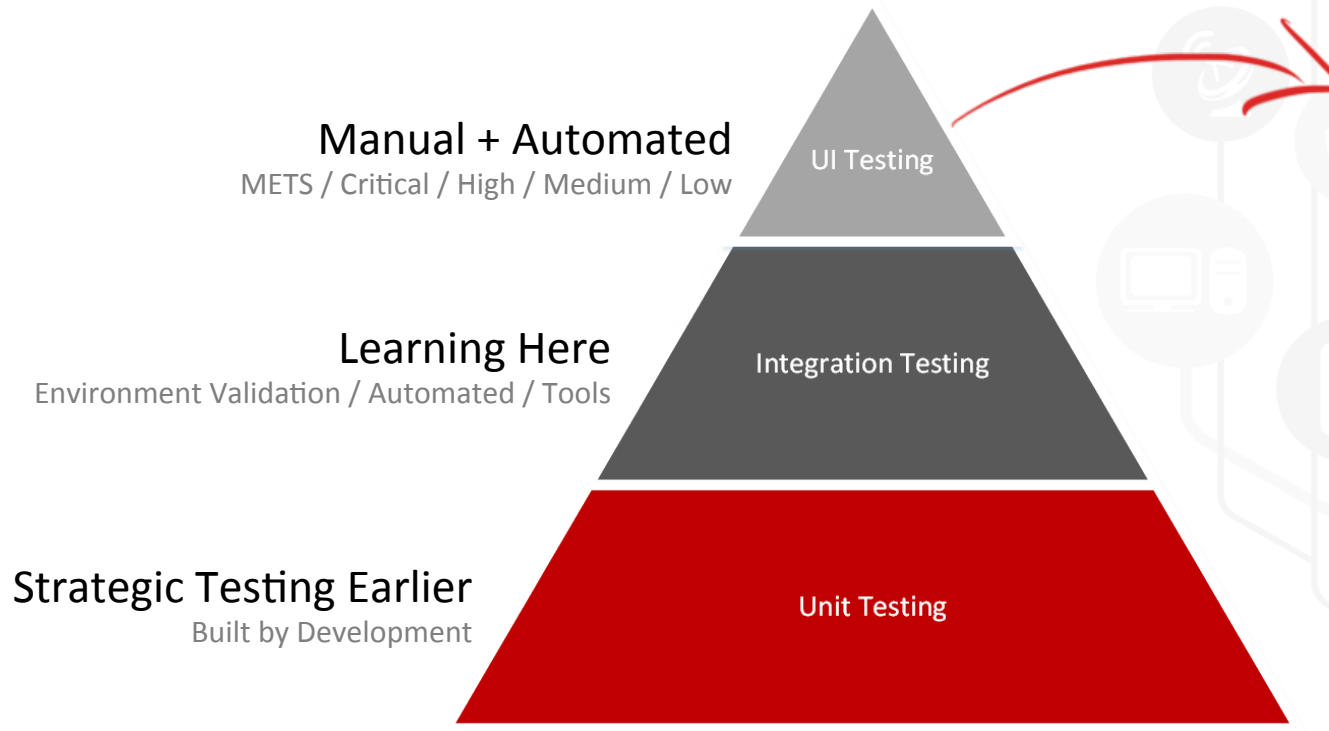 Manual + Automated
METS / Critical / High / Medium / Low
UI Testing
Learning Here
Environment Validation / Automated / Tools
Integration Testing
Strategic Testing Earlier
Built by Development
Unit Testing